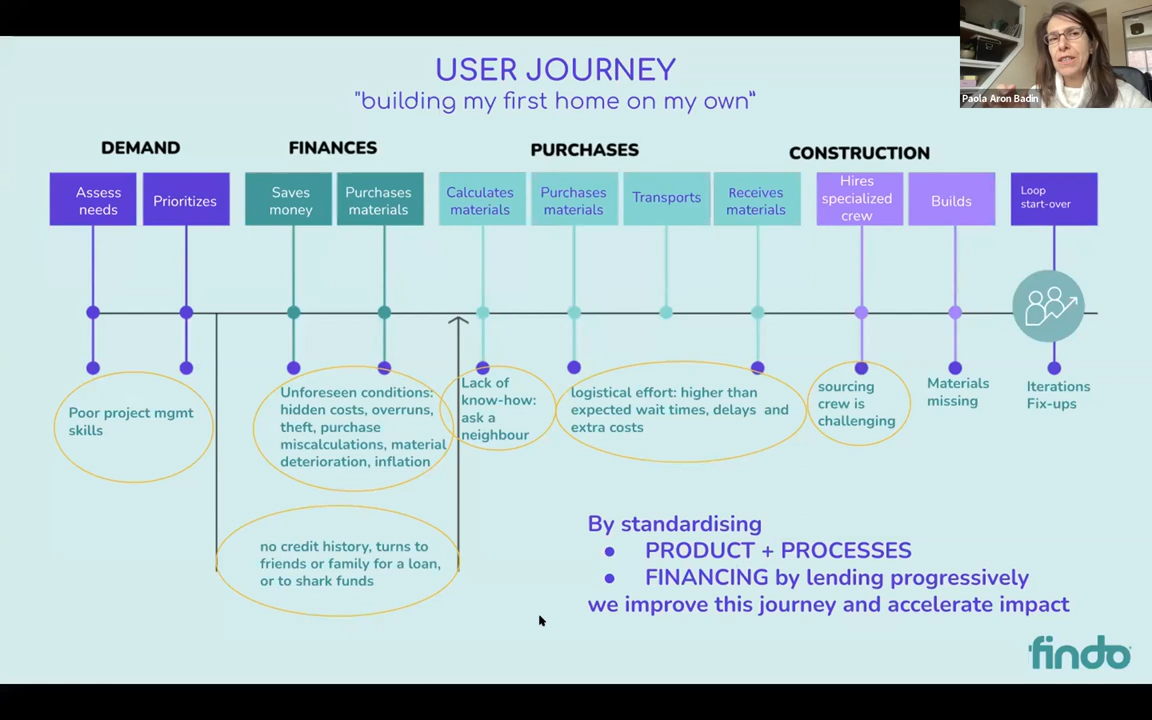 USER JOURNEY
"building my first home on my own“
Paola Aron Badin
DEMAND
FINANCES
PURCHASES
CONSTRUCTION
Assess
needs
Prioritizes
Saves
money
Purchases
materials
Calculates
materials
Purchases
materials
Transports
Receives
materials
Hires
specialized
crew
Builds
Loop
start-over
Poor project mgmt
skills
Unforeseen conditions:
hidden costs, overruns,
theft, purchase
miscalculations, material
deterioration, inflation
Lack of
know-how:
ask a
neighbour
logistical effort: higher than
expected wait times, delays and
extra costs
sourcing
crew is
challenging
Materials
missing
Iterations
Fix-ups
no credit history, turns to
friends or family for a loan,
or to shark funds
By standardising
● PRODUCT + PROCESSES
● FINANCING by lending progressively
we improve this journey and accelerate impact
findo